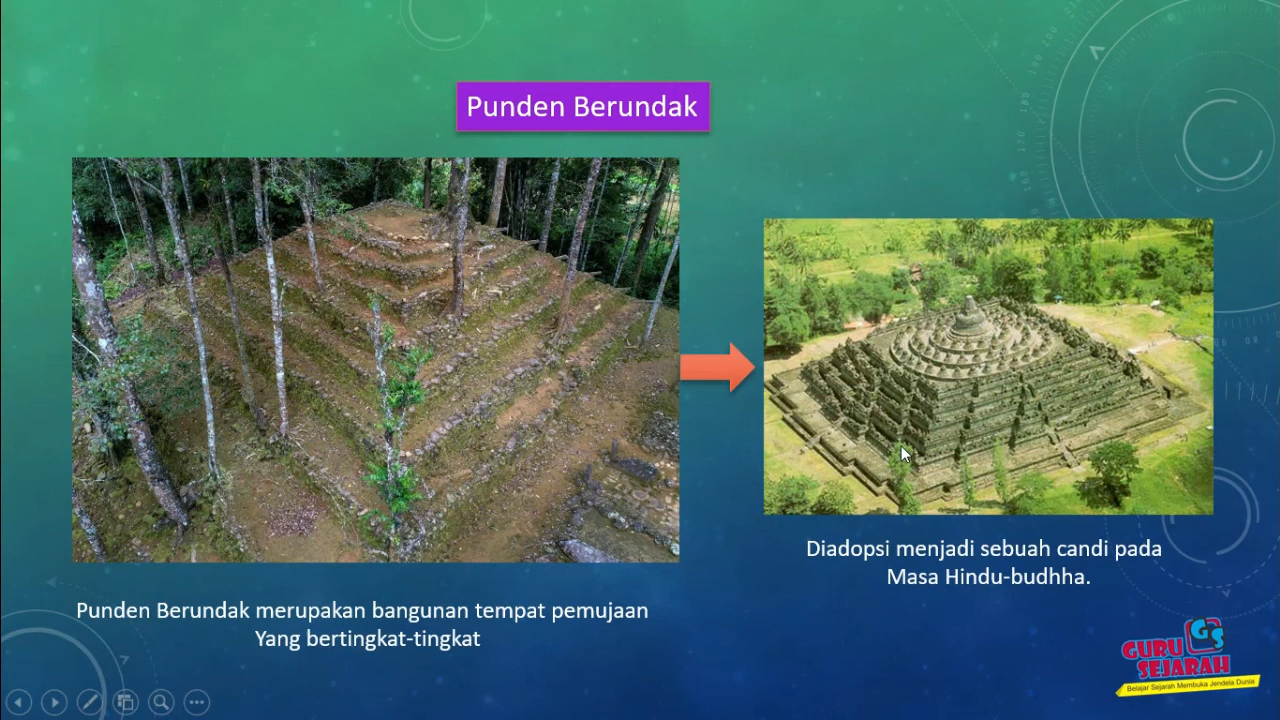 Punden Berundak
Punden Berundak merupakan bangunan tempat pemujaan
Yang bertingkat-tingkat
Diadopsi menjadi sebuah candi pada
Masa Hindu-budhha.
GS
GURU
SEJARAH
Belajar Sejarah Membuka Jendela Dunia